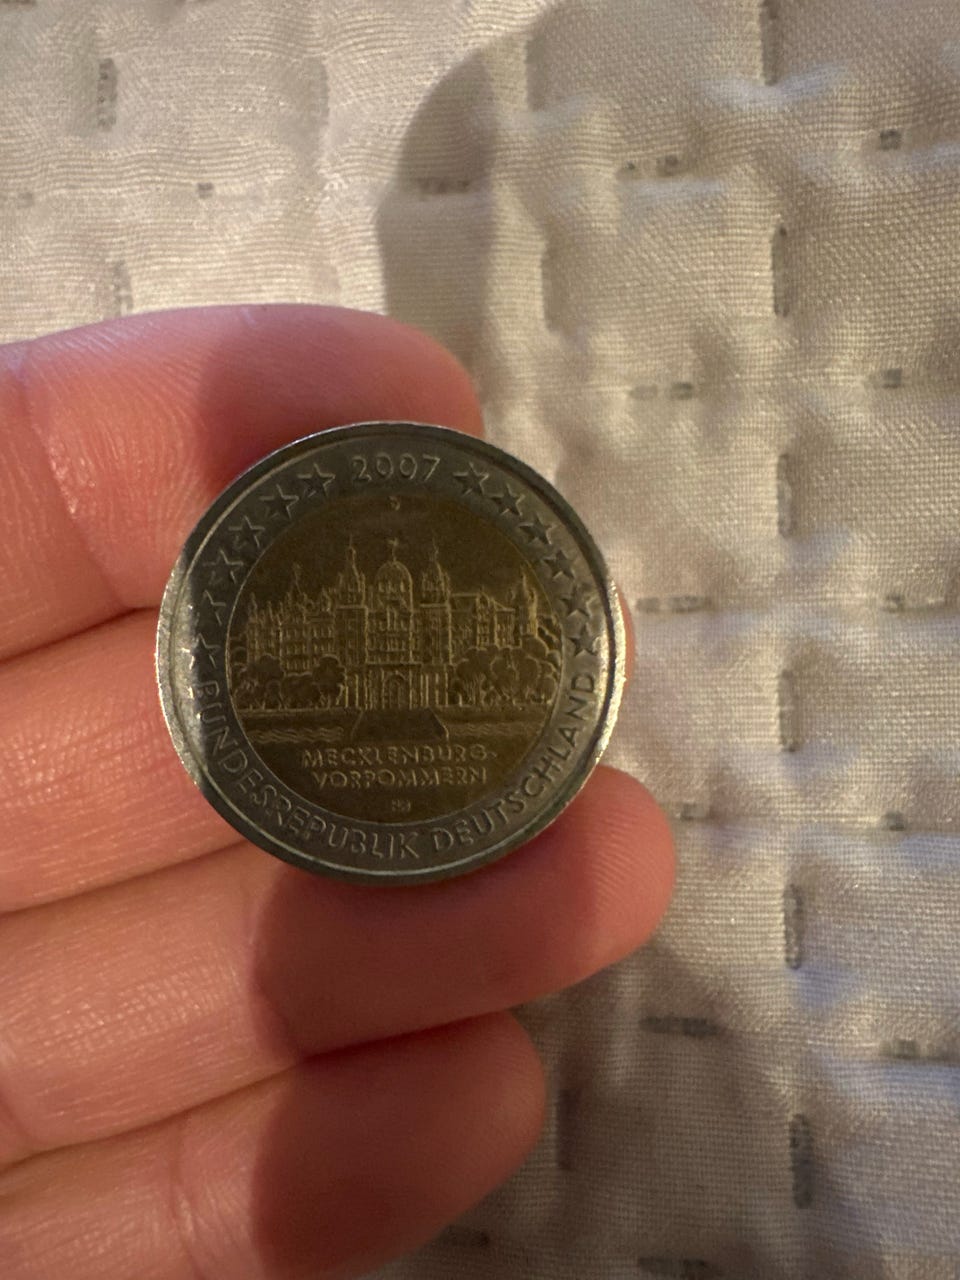 2007
MECKLENBURG-
VORPOMMERN
BUNDESREPUBLIK DEUTSCHLAND